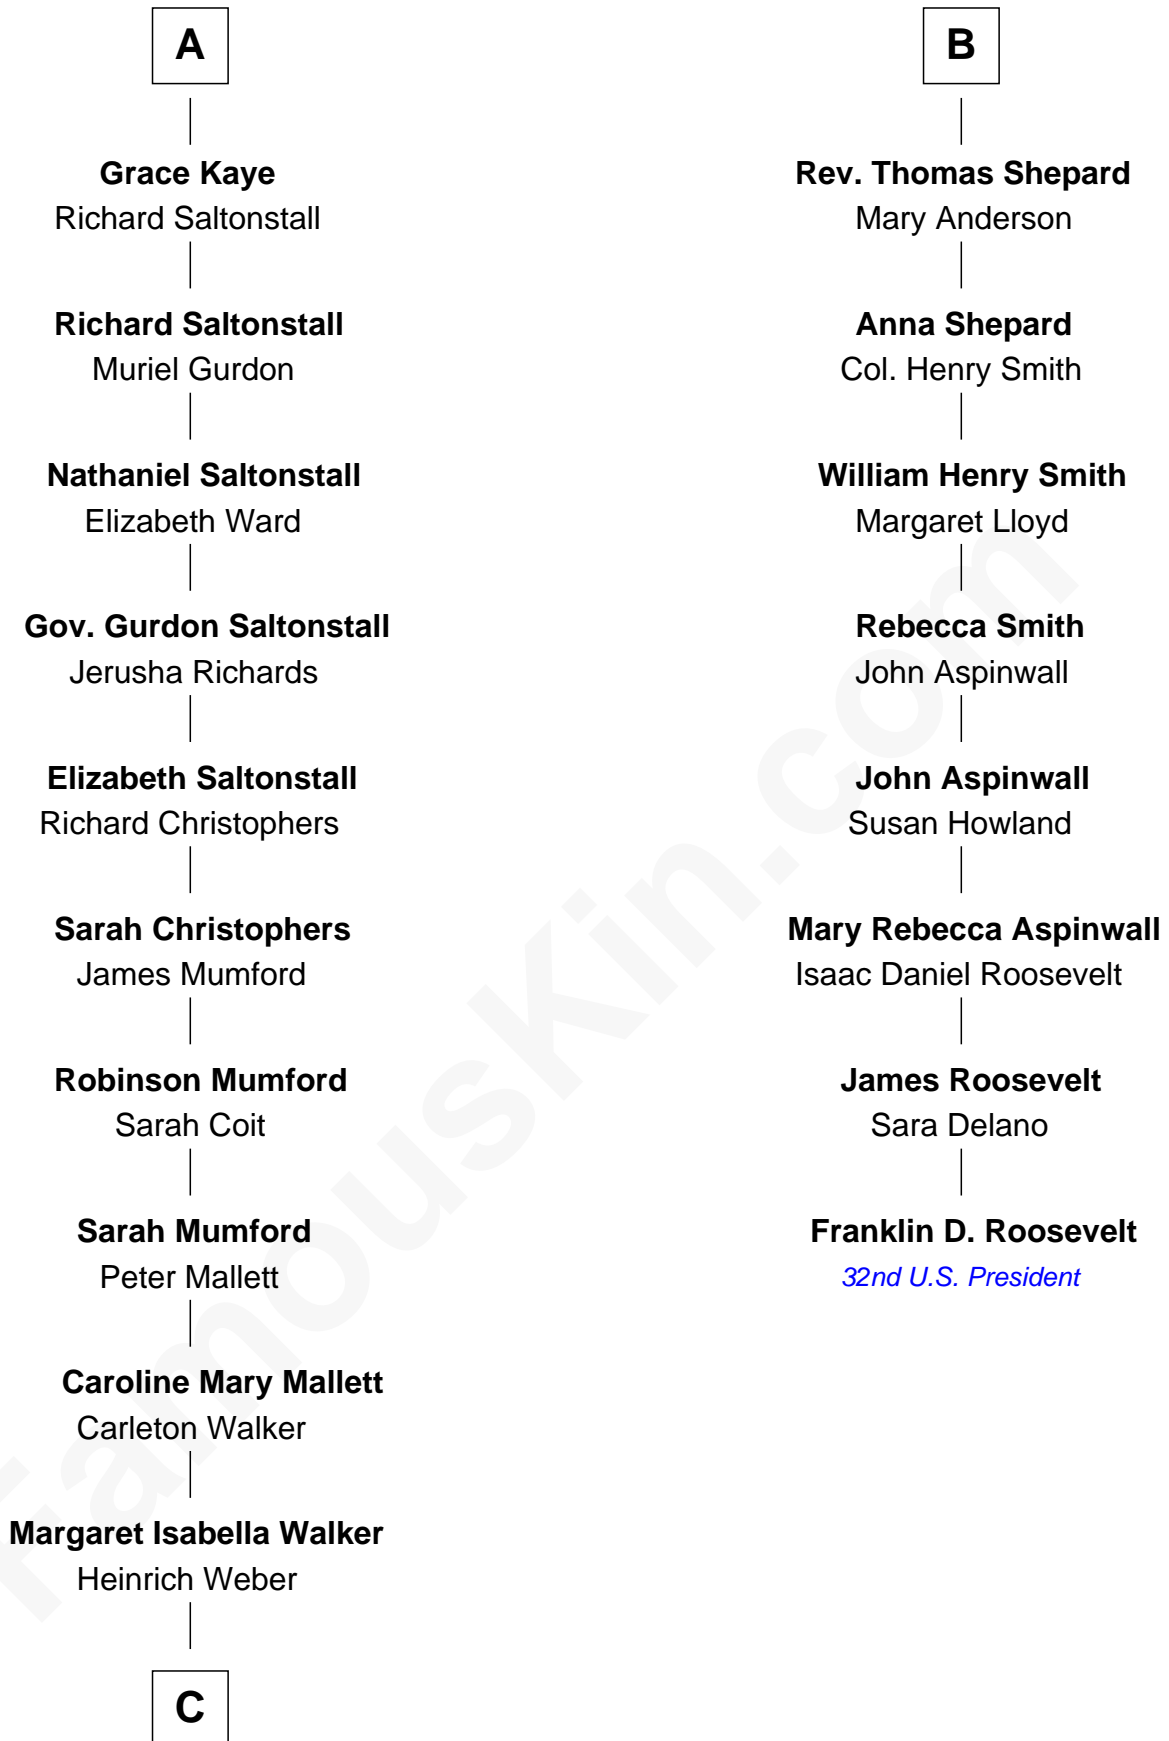 A
Grace Kaye
Richard Saltonstall
Richard Saltonstall
Muriel Gurdon
Nathaniel Saltonstall
Elizabeth Ward
Gov. Gurdon Saltonstall
Jerusha Richards
Elizabeth Saltonstall
Richard Christophers
Sarah Christophers
James Mumford
Robinson Mumford
Sarah Coit
Sarah Mumford
Peter Mallett
Caroline Mary Mallett
Carleton Walker
Margaret Isabella Walker
Heinrich Weber
C
B
Rev. Thomas Shepard
Mary Anderson
Anna Shepard
Col. Henry Smith
William Henry Smith
Margaret Lloyd
Rebecca Smith
John Aspinwall
John Aspinwall
Susan Howland
Mary Rebecca Aspinwall
Isaac Daniel Roosevelt
James Roosevelt
Sara Delano
Franklin D. Roosevelt
32nd U.S. President
FamousKin.com